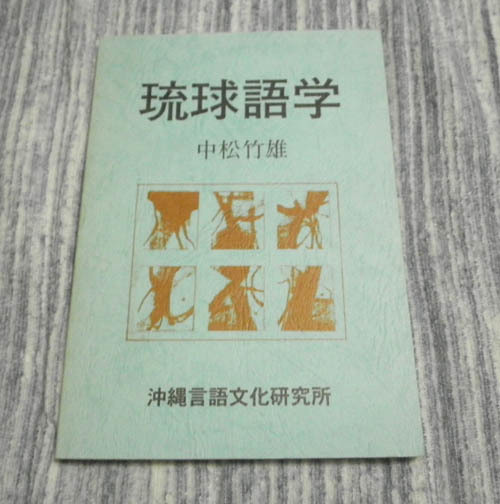 琉球語学
中松竹雄
沖縄言語文化研究所